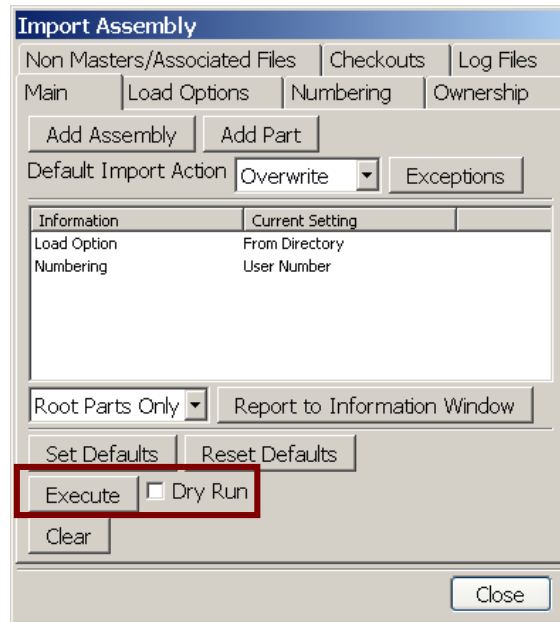 Import Assembly
Non Masters/Associated Files Checkouts Log Files
Main Load Options Numbering Ownership
Add Assembly Add Part
Default Import Action Overwrite Exceptions
Information Current Setting
Load Option From Directory
Numbering User Number
Root Parts Only Report to Information Window
Set Defaults Reset Defaults
Execute Dry Run
Clear
Close